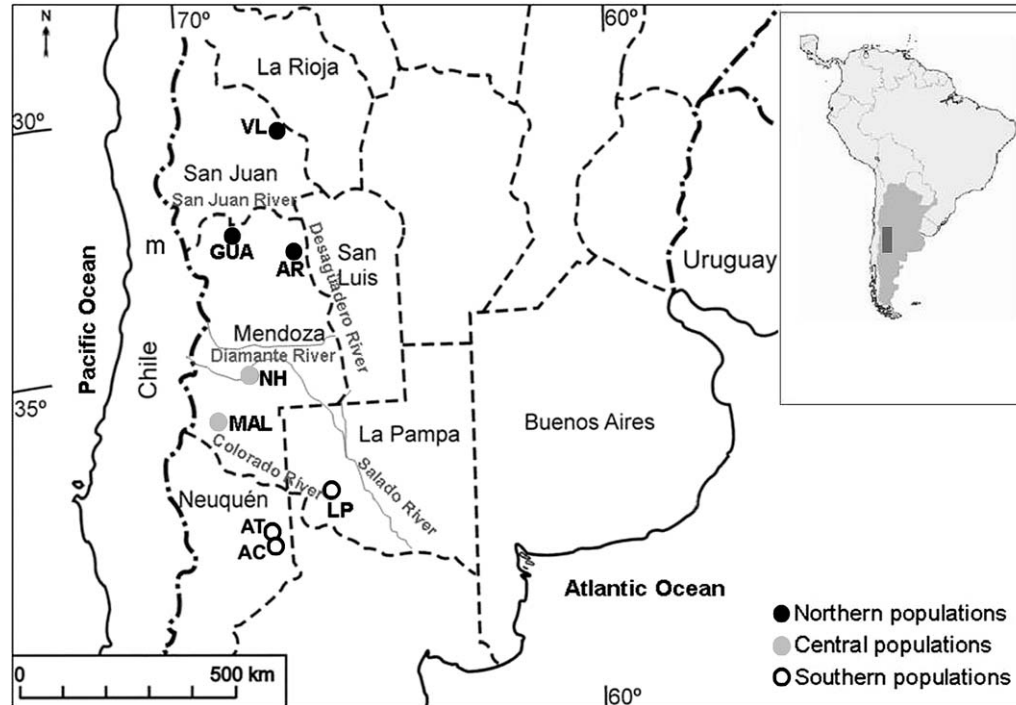 N
70º
60º
La Rioja
30º
VL
San Juan
San Juan River
m
GUA
AR
Desaguadero River
San
Luis
Uruguay
Pacific Ocean
Chile
Mendoza
Diamante River
NH
35º
MAL
La Pampa
Buenos Aires
Colorado River
Salado River
Neuquén
LP
AT
AC
Atlantic Ocean
Northern populations
Central populations
Southern populations
0
500 km
60º